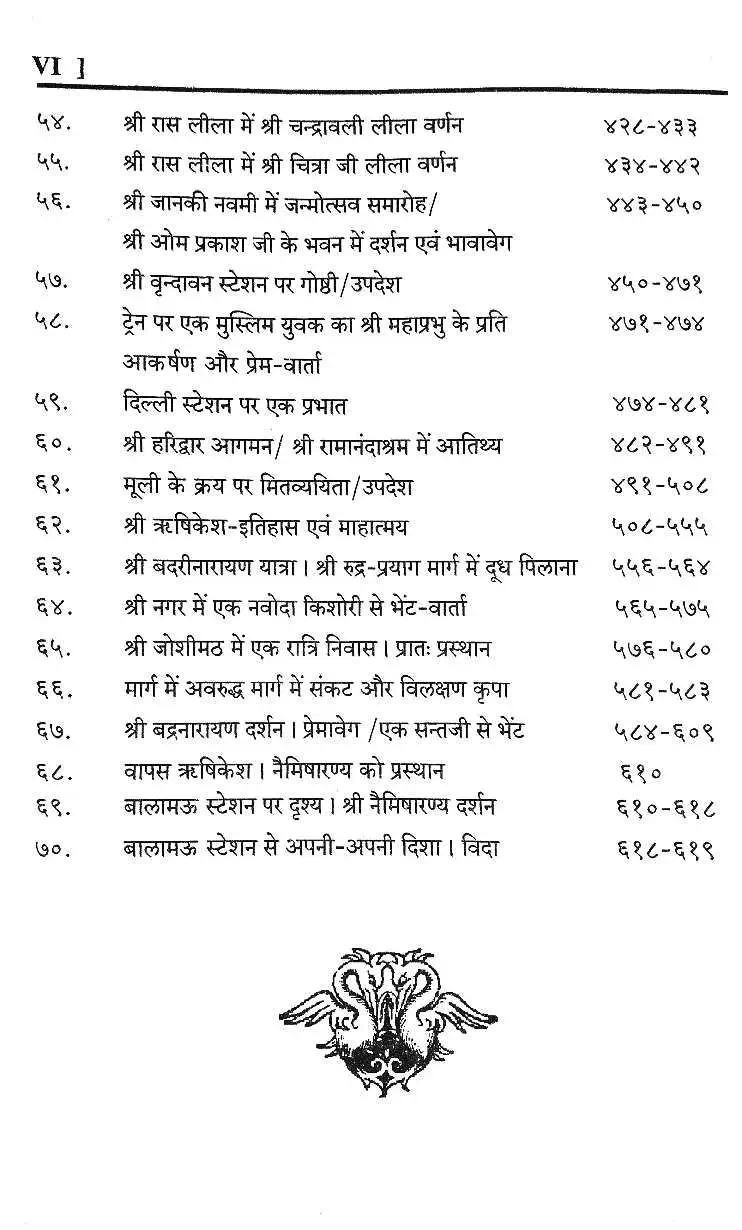 VI ]
५४. श्री रास लीला में श्री चन्द्रावली लीला वर्णन ४२८-४३३
५५. श्री रास लीला में श्री चित्रा जी लीला वर्णन ४३४-४४२
५६. श्री जानकी नवमी में जन्मोत्सव समारोह/ ४४३-४५०
श्री ओम प्रकाश जी के भवन में दर्शन एवं भावावेग
५७. श्री वृन्दावन स्टेशन पर गोष्ठी/उपदेश ४५०-४७१
५८. ट्रेन पर एक मुस्लिम युवक का श्री महाप्रभु के प्रति ४७१-४७४
आकर्षण और प्रेम-वार्ता
५९. दिल्ली स्टेशन पर एक प्रभात ४७४-४८१
६०. श्री हरिद्वार आगमन/ श्री रामानंदाश्रम में आतिथ्य ४८२-४९१
६१. मूली के क्रय पर मितव्ययिता/उपदेश ४९१-५०८
६२. श्री ऋषिकेश-इतिहास एवं माहात्मय ५०८-५५५
६३. श्री बदरीनारायण यात्रा । श्री रुद्र-प्रयाग मार्ग में दूध पिलाना ५५६-५६४
६४. श्री नगर में एक नवोदा किशोरी से भेंट-वार्ता ५६५-५७५
६५. श्री जोशीमठ में एक रात्रि निवास । प्रातः प्रस्थान ५७६-५८०
६६. मार्ग में अवरुद्ध मार्ग में संकट और विलक्षण कृपा ५८१-५८३
६७. श्री बद्रनारायण दर्शन । प्रेमावेग /एक सन्तजी से भेंट ५८४-६०९
६८. वापस ऋषिकेश । नैमिषारण्य को प्रस्थान ६१०
६९. बालामऊ स्टेशन पर दृश्य । श्री नैमिषारण्य दर्शन ६१०-६१८
७०. बालामऊ स्टेशन से अपनी-अपनी दिशा । विदा ६१८-६१९